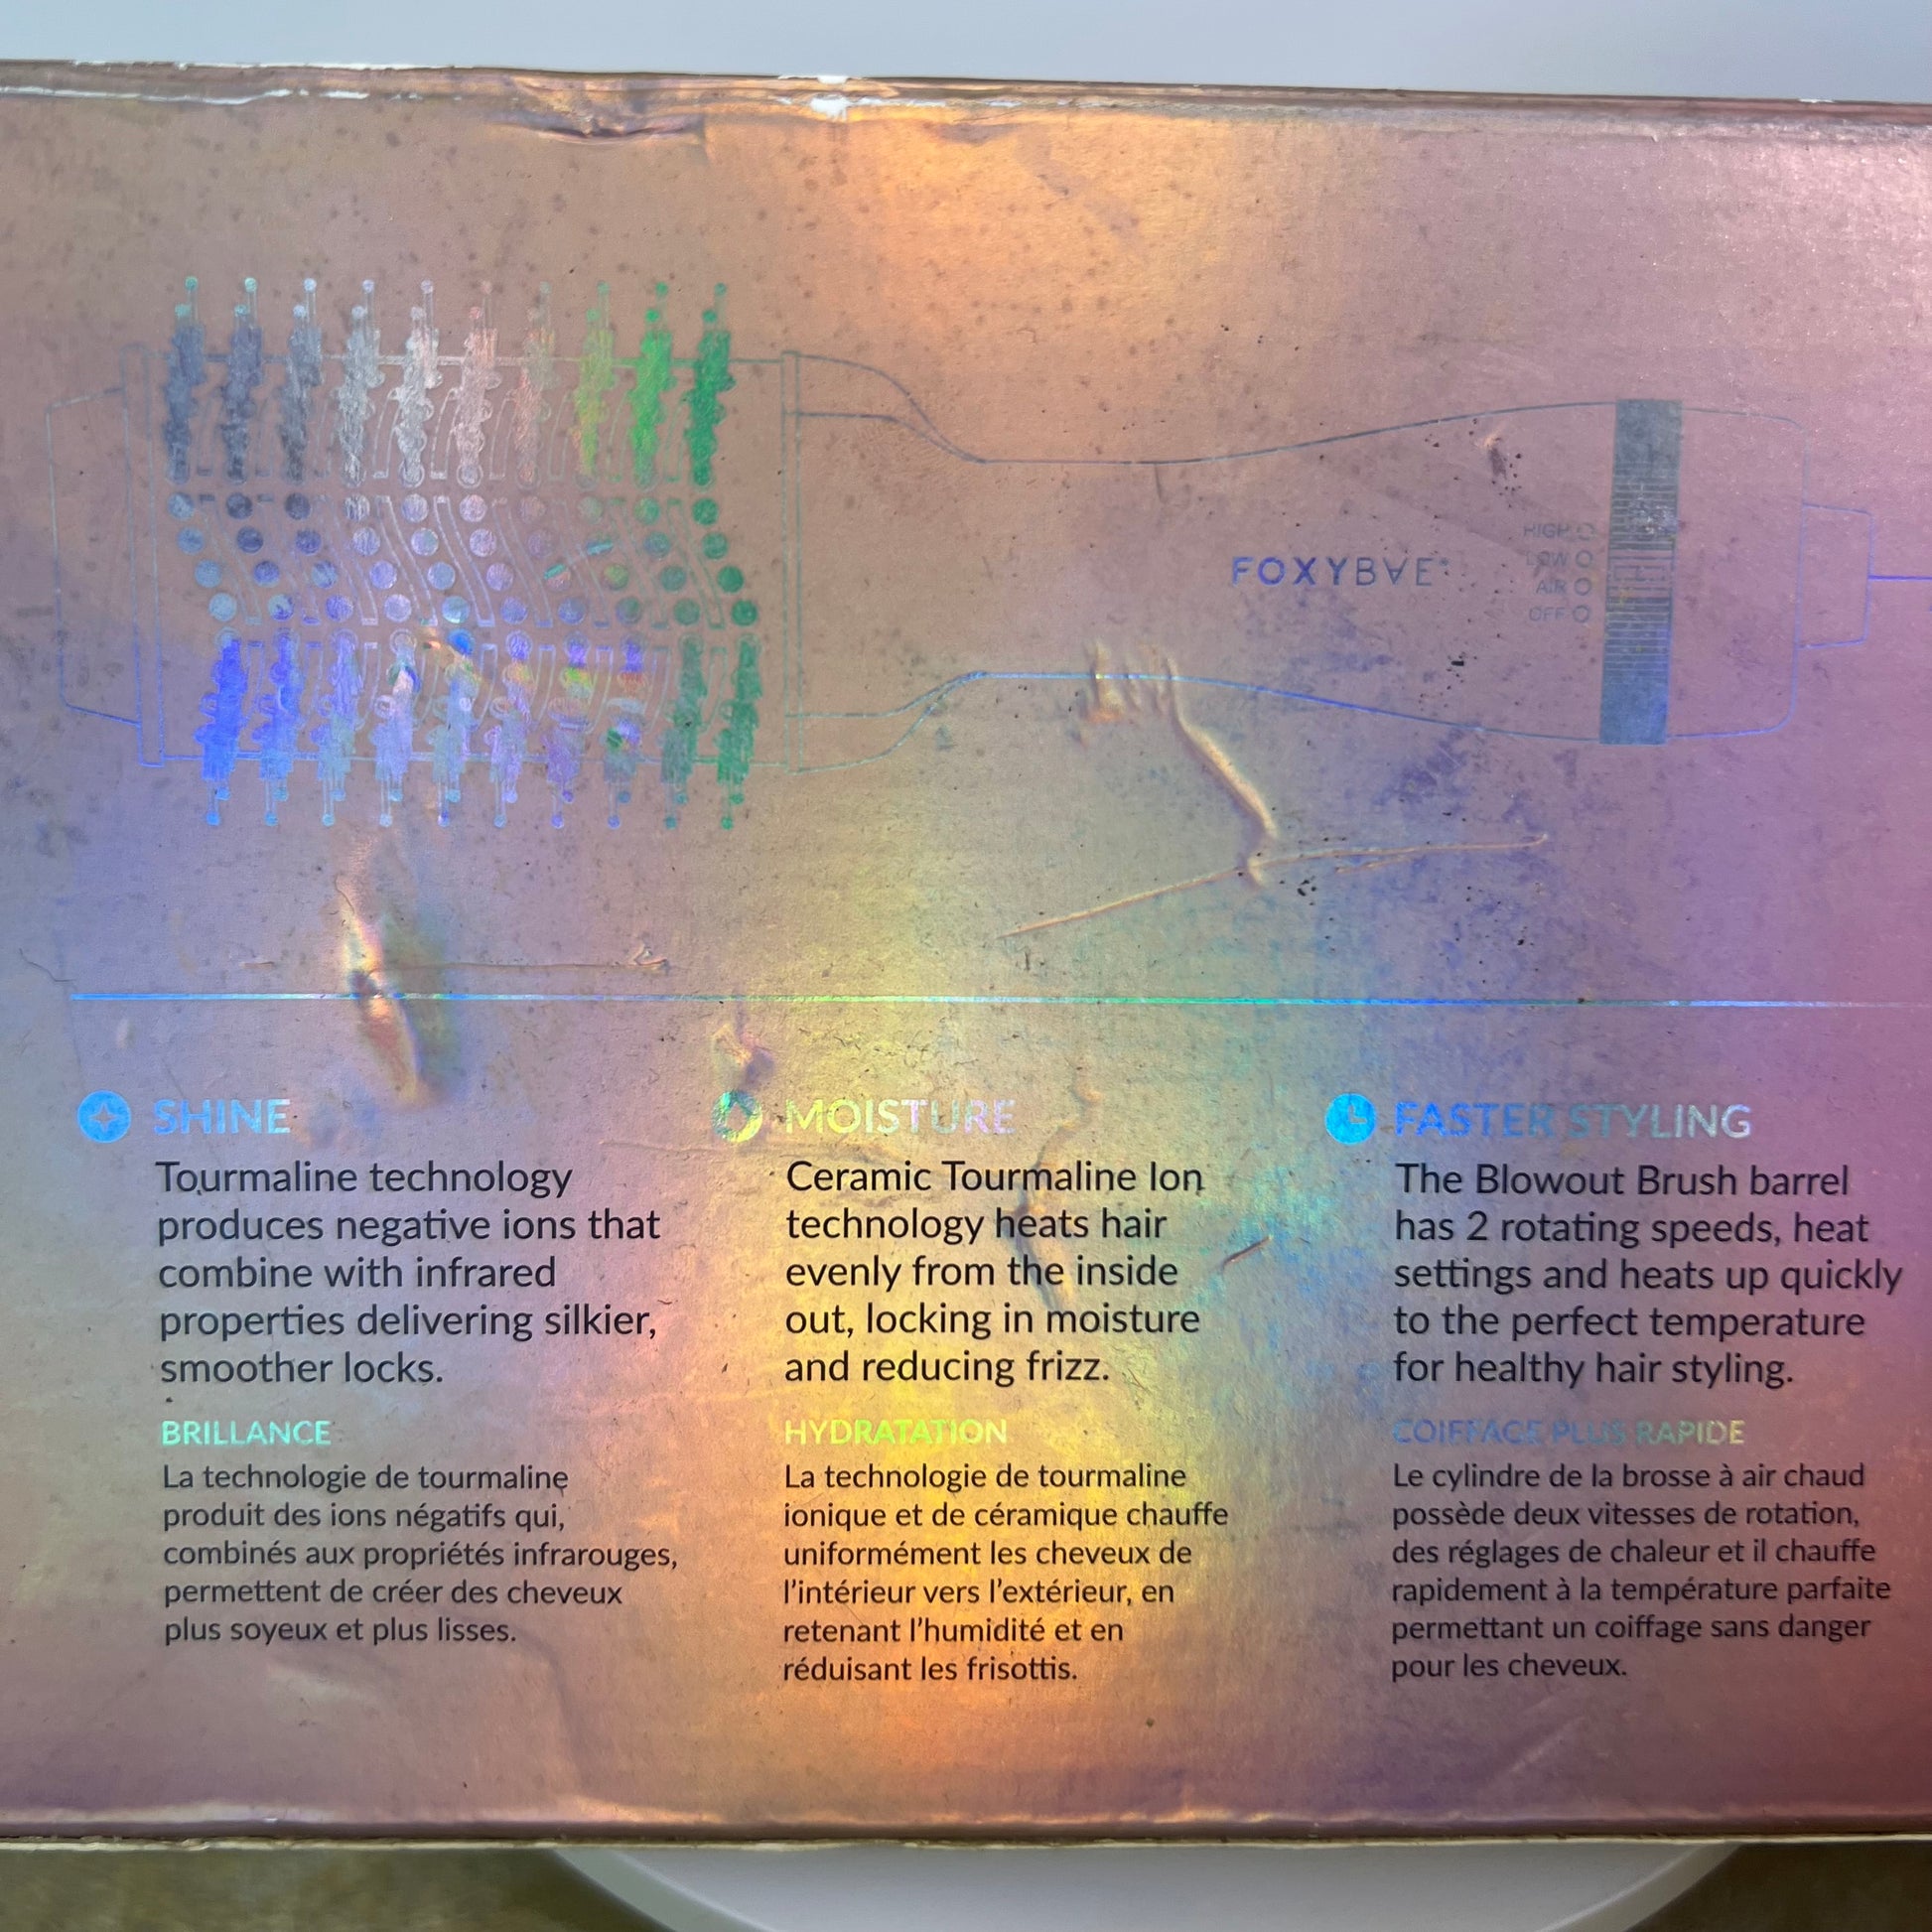 FOXYBAE
HIGH
LOW
AIR
OFF
SHINE
Tourmaline technology
produces negative ions that
combine with infrared
properties delivering silkier,
smoother locks.
BRILLANCE
La technologie de tourmaline
produit des ions négatifs qui,
combinés aux propriétés infrarouges,
permettent de créer des cheveux
plus soyeux et plus lisses.
MOISTURE
Ceramic Tourmaline Ion
technology heats hair
evenly from the inside
out, locking in moisture
and reducing frizz.
HYDRATATION
La technologie de tourmaline
ionique et de céramique chauffe
uniformément les cheveux de
l'intérieur vers l'extérieur, en
retenant l'humidité et en
réduisant les frisottis.
FASTER STYLING
The Blowout Brush barrel
has 2 rotating speeds, heat
settings and heats up quickly
to the perfect temperature
for healthy hair styling.
COIFFAGE PLUS RAPIDE
Le cylindre de la brosse à air chaud
possède deux vitesses de rotation,
des réglages de chaleur et il chauffe
rapidement à la température parfaite
permettant un coiffage sans danger
pour les cheveux.